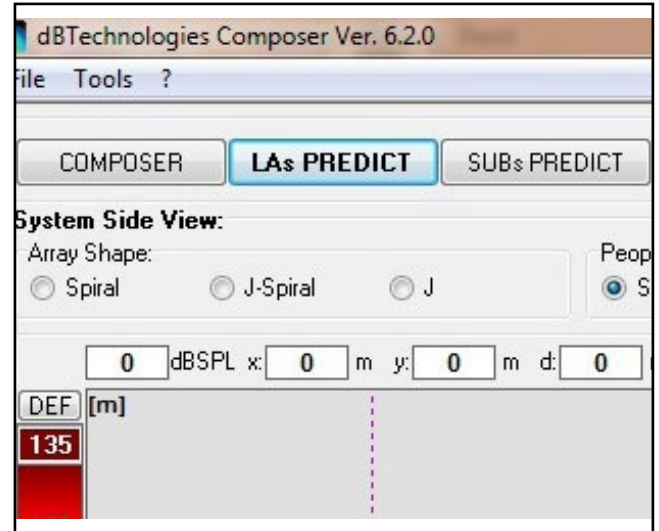 dBTechnologies Composer Ver. 6.2.0
File Tools ?
COMPOSER LAs PREDICT SUBs PREDICT
System Side View:
Array Shape:
Spiral J-Spiral J
Peop
S
0 dBSPL x: 0 m y: 0 m d: 0
DEF [m]
135